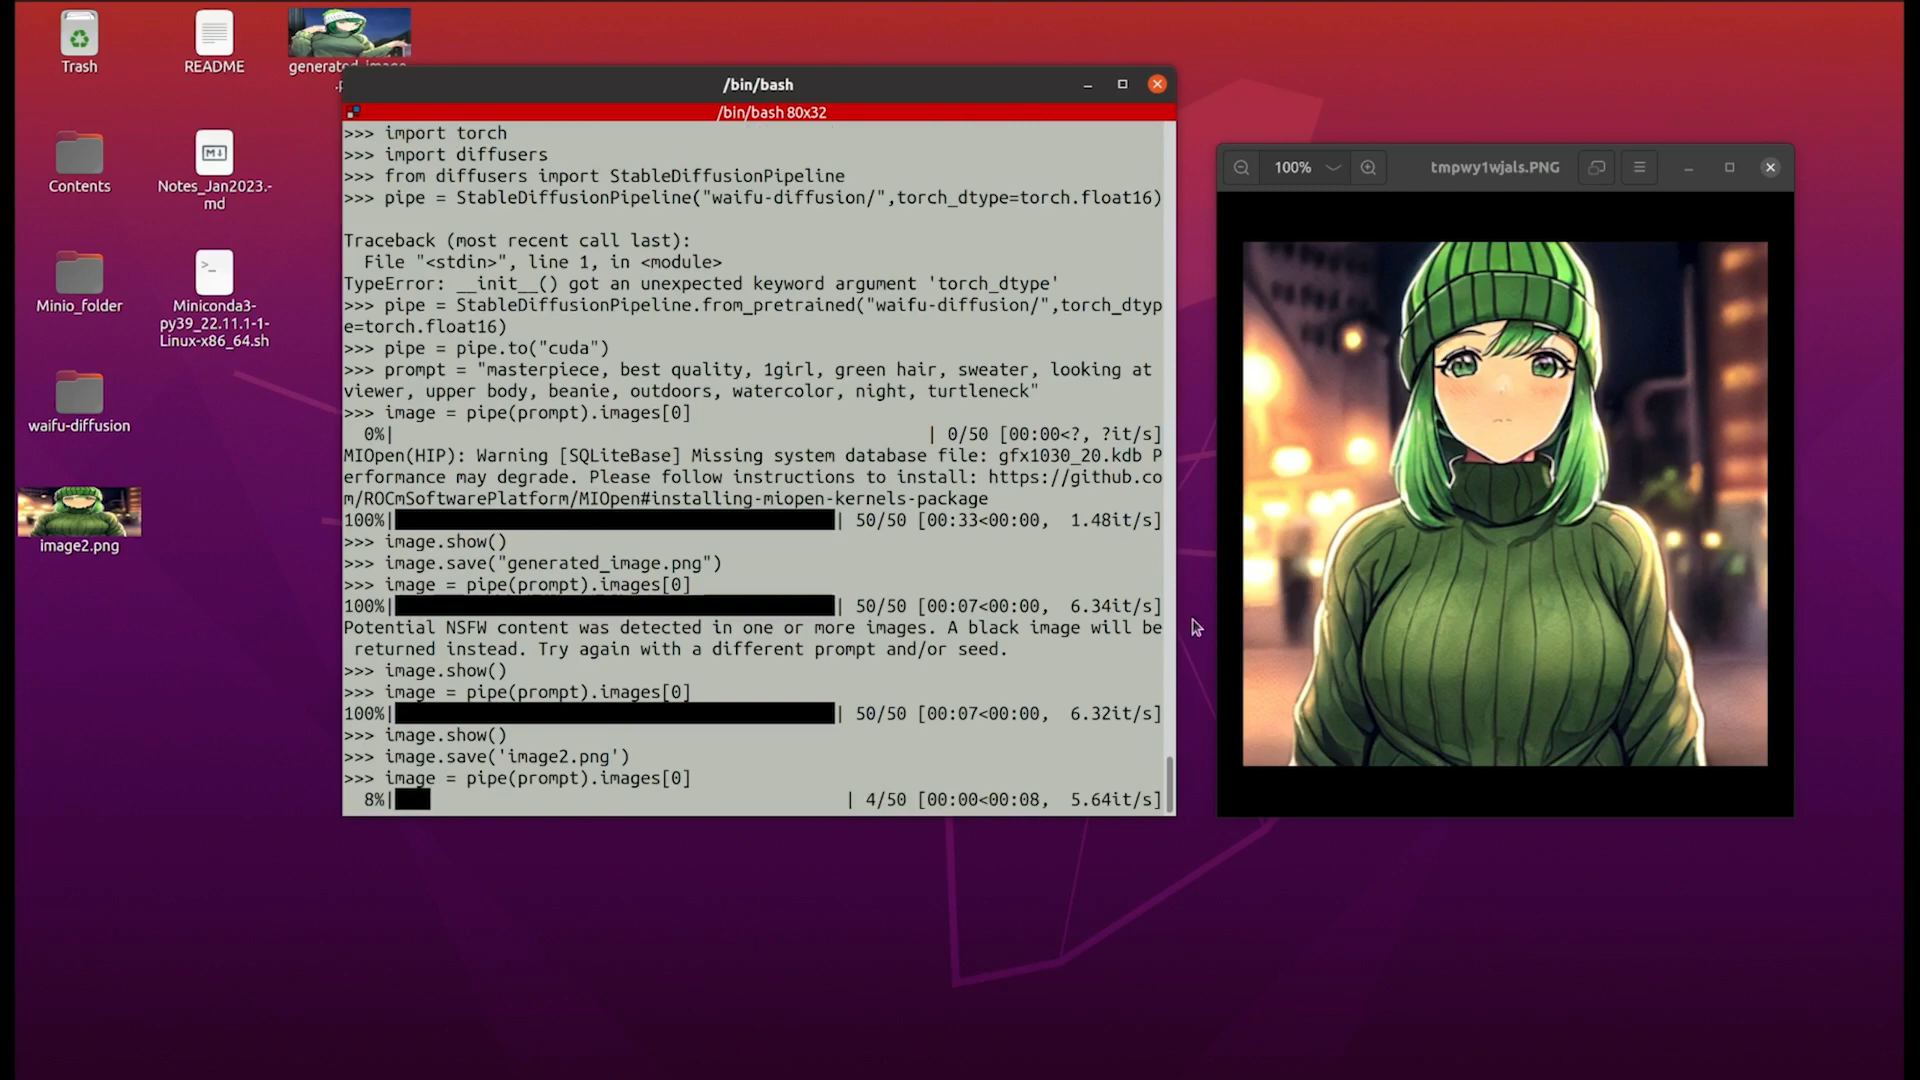 Trash
README
generated_image
.p
Contents
Notes_Jan2023.-
md
Minio_folder
Miniconda3-
py39_22.11.1-1-
Linux-x86_64.sh
waifu-diffusion
image2.png
/bin/bash
/bin/bash 80x32
>>> import torch
>>> import diffusers
>>> from diffusers import StableDiffusionPipeline
>>> pipe = StableDiffusionPipeline("waifu-diffusion/",torch_dtype=torch.float16)
Traceback (most recent call last):
  File "<stdin>", line 1, in <module>
TypeError: __init__() got an unexpected keyword argument 'torch_dtype'
>>> pipe = StableDiffusionPipeline.from_pretrained("waifu-diffusion/",torch_dtyp
e=torch.float16)
>>> pipe = pipe.to("cuda")
>>> prompt = "masterpiece, best quality, 1girl, green hair, sweater, looking at
viewer, upper body, beanie, outdoors, watercolor, night, turtleneck"
>>> image = pipe(prompt).images[0]
  0%|                                                     | 0/50 [00:00<?, ?it/s]
MIOpen(HIP): Warning [SQLiteBase] Missing system database file: gfx1030_20.kdb P
erformance may degrade. Please follow instructions to install: https://github.co
m/ROCmSoftwarePlatform/MIOpen#installing-miopen-kernels-package
100%|| 50/50 [00:33<00:00,  1.48it/s]
>>> image.show()
>>> image.save("generated_image.png")
>>> image = pipe(prompt).images[0]
100%|| 50/50 [00:07<00:00,  6.34it/s]
Potential NSFW content was detected in one or more images. A black image will be
 returned instead. Try again with a different prompt and/or seed.
>>> image.show()
>>> image = pipe(prompt).images[0]
100%|| 50/50 [00:07<00:00,  6.32it/s]
>>> image.show()
>>> image.save('image2.png')
>>> image = pipe(prompt).images[0]
  8%|| 4/50 [00:00<00:08,  5.64it/s]
100%
tmpwy1wjals.PNG